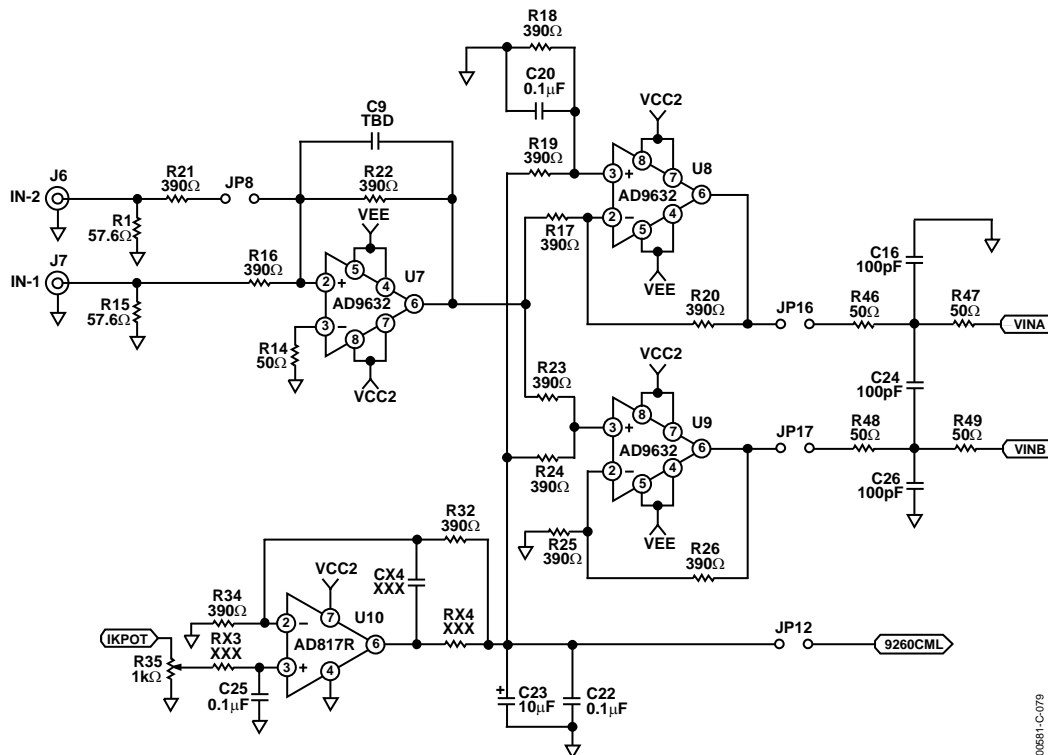 R18
390Ω
C20
0.1μF
VCC2
C9
TBD
R19
390Ω
8
U8
3
+
7
AD9632
6
J6
R21
390Ω
JP8
R22
390Ω
IN-2
R1
57.6Ω
VEE
R17
390Ω
2
−
4
5
VEE
C16
100pF
J7
R16
390Ω
5
U7
IN-1
2
+
4
AD9632
6
R15
57.6Ω
3
−
7
8
R14
50Ω
VCC2
R20
390Ω
JP16
R46
50Ω
R47
50Ω
VINA
VCC2
R23
390Ω
C24
100pF
8
U9
3
+
7
AD9632
6
JP17
R48
50Ω
R49
50Ω
VINB
R24
390Ω
2
−
4
5
C26
100pF
VEE
R25
390Ω
R26
390Ω
R32
390Ω
VCC2
CX4
XXX
R34
390Ω
7
U10
RX4
XXX
2
−
IKPOT
RX3
XXX
AD817R
6
JP12
9260CML
R35
1kΩ
3
+
4
C25
0.1μF
+
C23
10μF
C22
0.1μF
00581-C-079